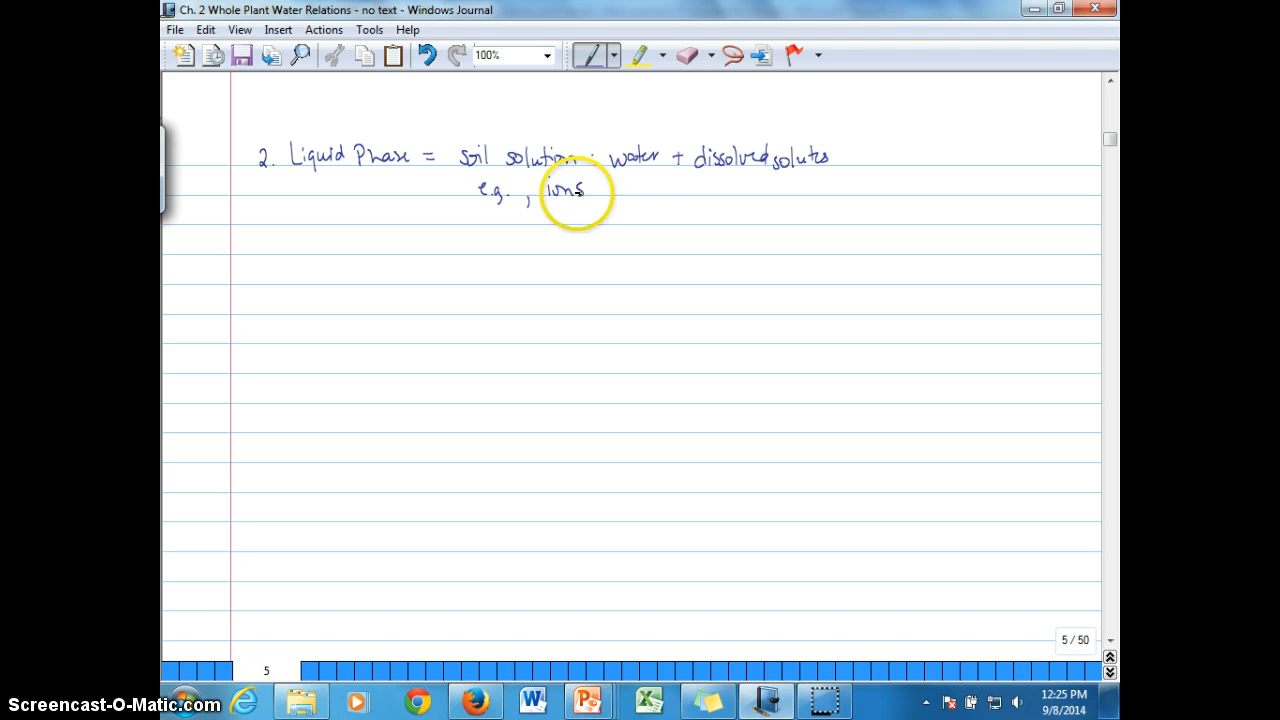 Ch. 2 Whole Plant Water Relations - no text - Windows Journal
File Edit View Insert Actions Tools Help
100%
2. Liquid Phase = soil solution : water + dissolved solutes
e.g. , ions
5 / 50
5
12:25 PM
9/8/2014
Screencast-O-Matic.com